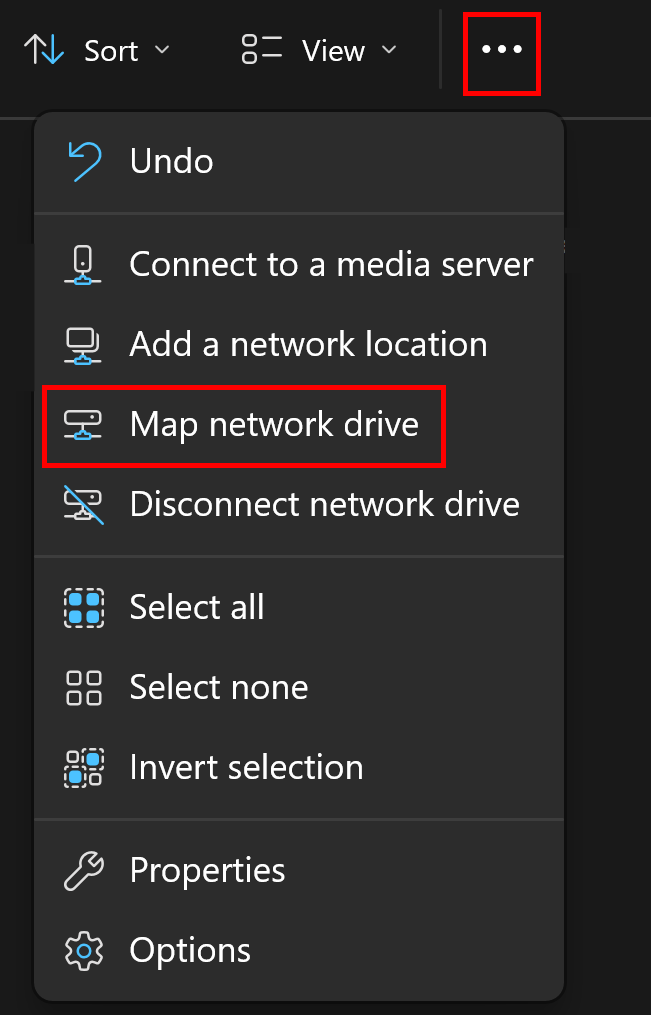 Sort
View
Undo
Connect to a media server
Add a network location
Map network drive
Disconnect network drive
Select all
Select none
Invert selection
Properties
Options